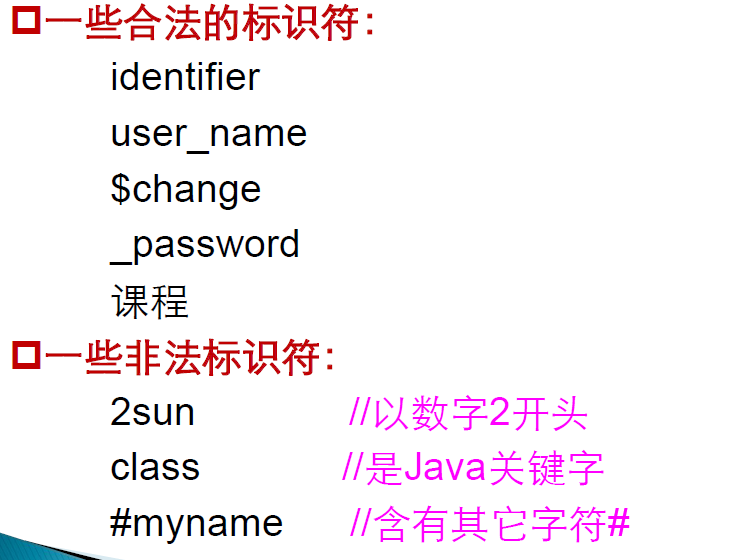 一些合法的标识符：
identifier
user_name
$change
_password
课程
一些非法标识符：
2sun //以数字2开头
class //是Java关键字
#myname //含有其它字符#